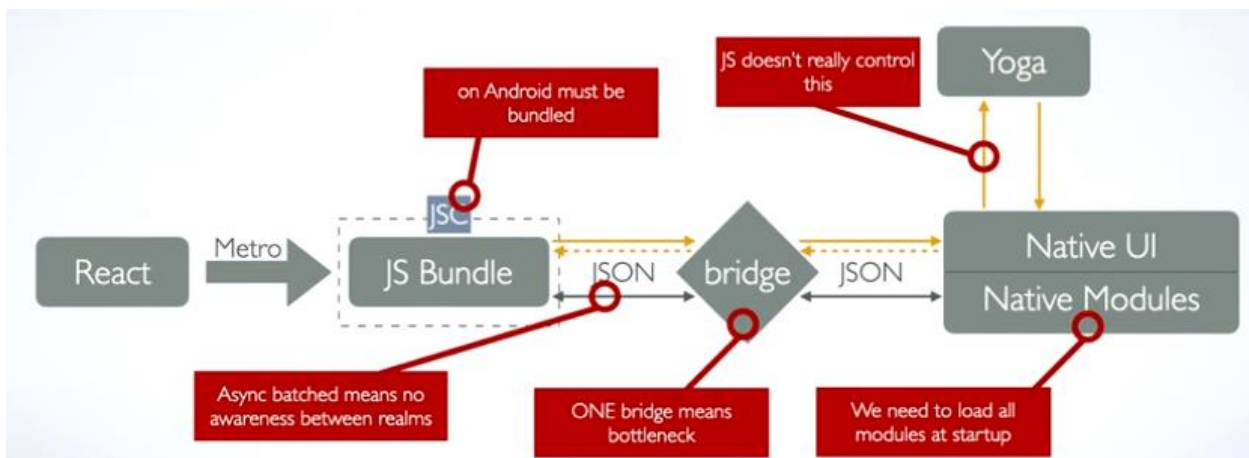 on Android must be
bundled
JS doesn't really control
this
Yoga
React
Metro
JSC
JS Bundle
JSON
bridge
JSON
Native UI
Native Modules
Async batched means no
awareness between realms
ONE bridge means
bottleneck
We need to load all
modules at startup